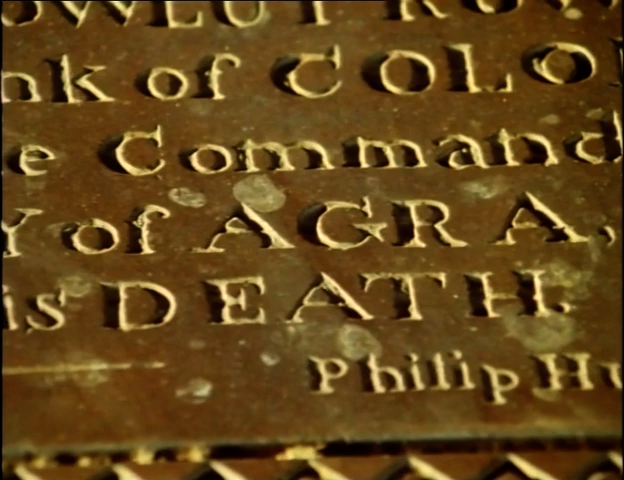 nk of COLO
e Command
Y of AGRA,
is DEATH.
Philip Hu